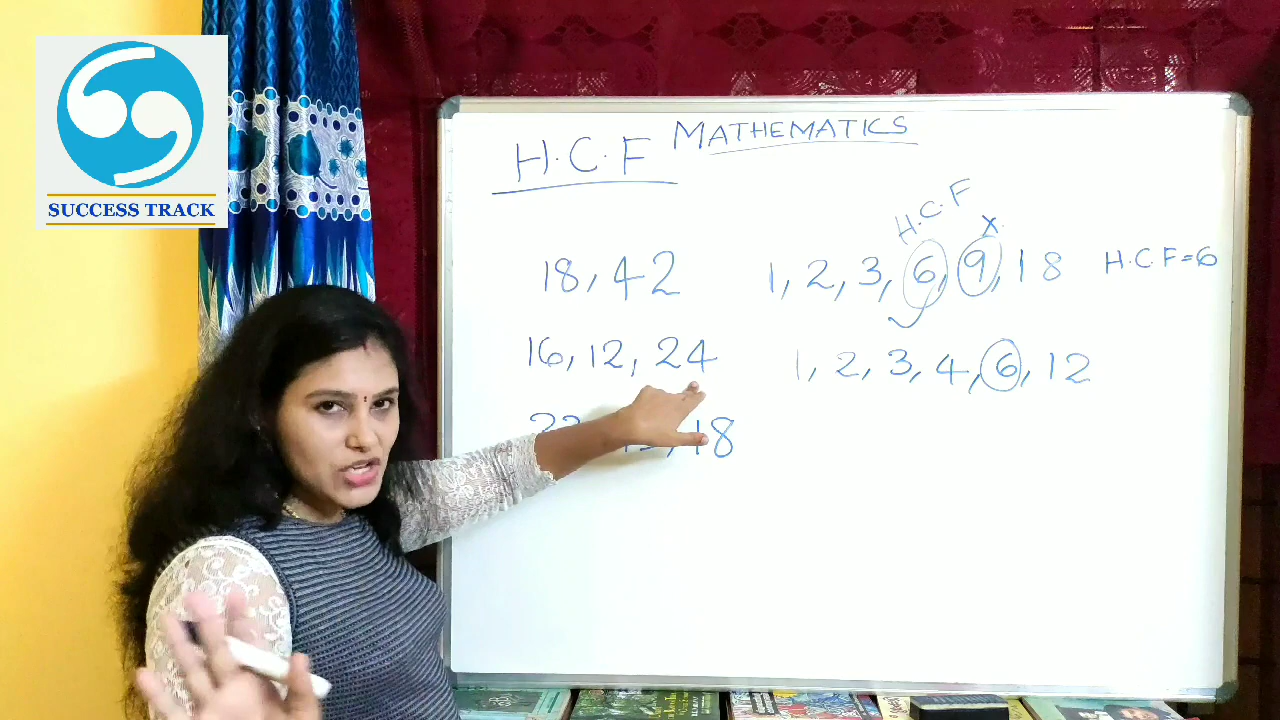 SUCCESS TRACK
MATHEMATICS
H.C.F
H.C.F
x
18, 42
1, 2, 3, 6, 9, 18
H.C.F=6
16, 12, 24
1, 2, 3, 4, 6, 12
18